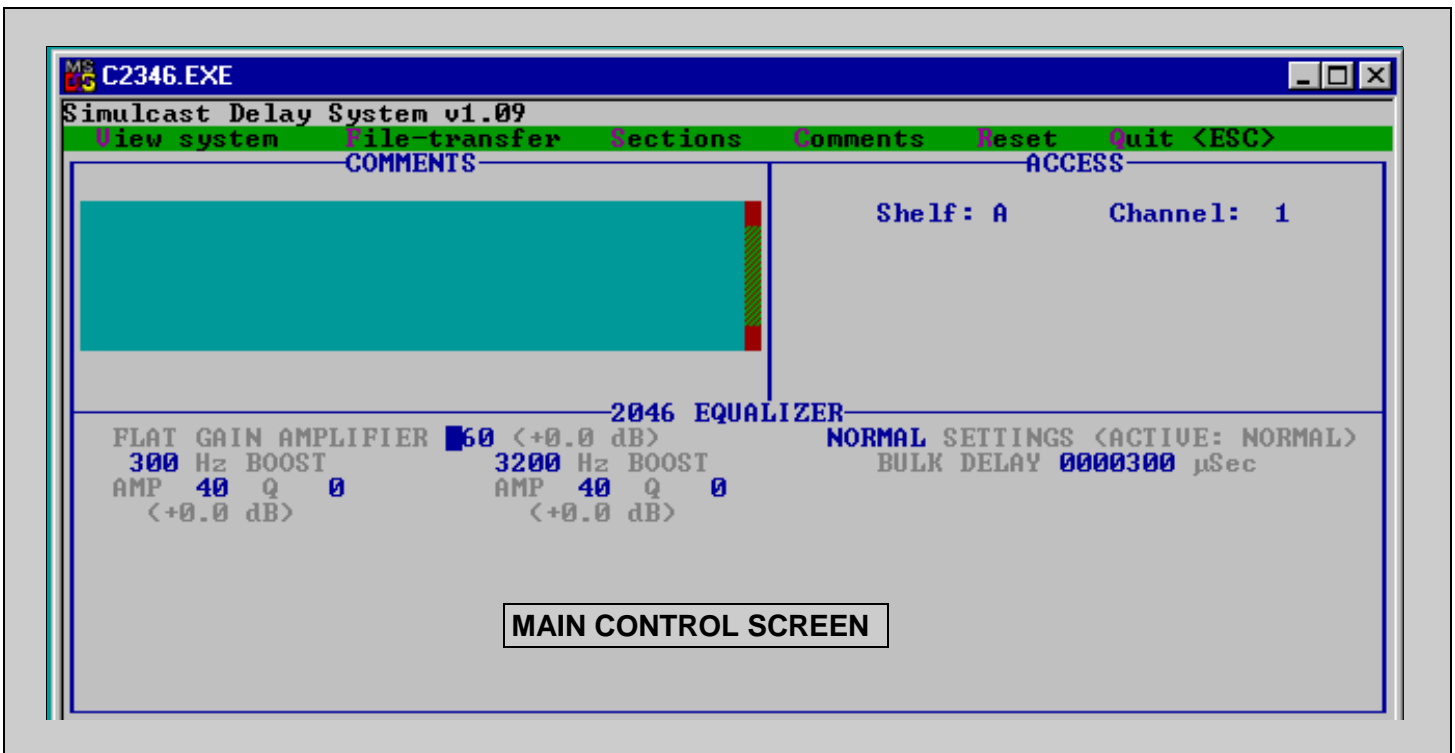 C2346.EXE
Simulcast Delay System v1.09
View system File-transfer Sections Comments Reset Quit <ESC>
COMMENTS
ACCESS
Shelf: A Channel: 1
2046 EQUALIZER
FLAT GAIN AMPLIFIER 60 (+0.0 dB) NORMAL SETTINGS (ACTIVE: NORMAL)
300 Hz BOOST 3200 Hz BOOST BULK DELAY 0000300 µSec
AMP 40 Q 0 AMP 40 Q 0
(+0.0 dB) (+0.0 dB)
MAIN CONTROL SCREEN